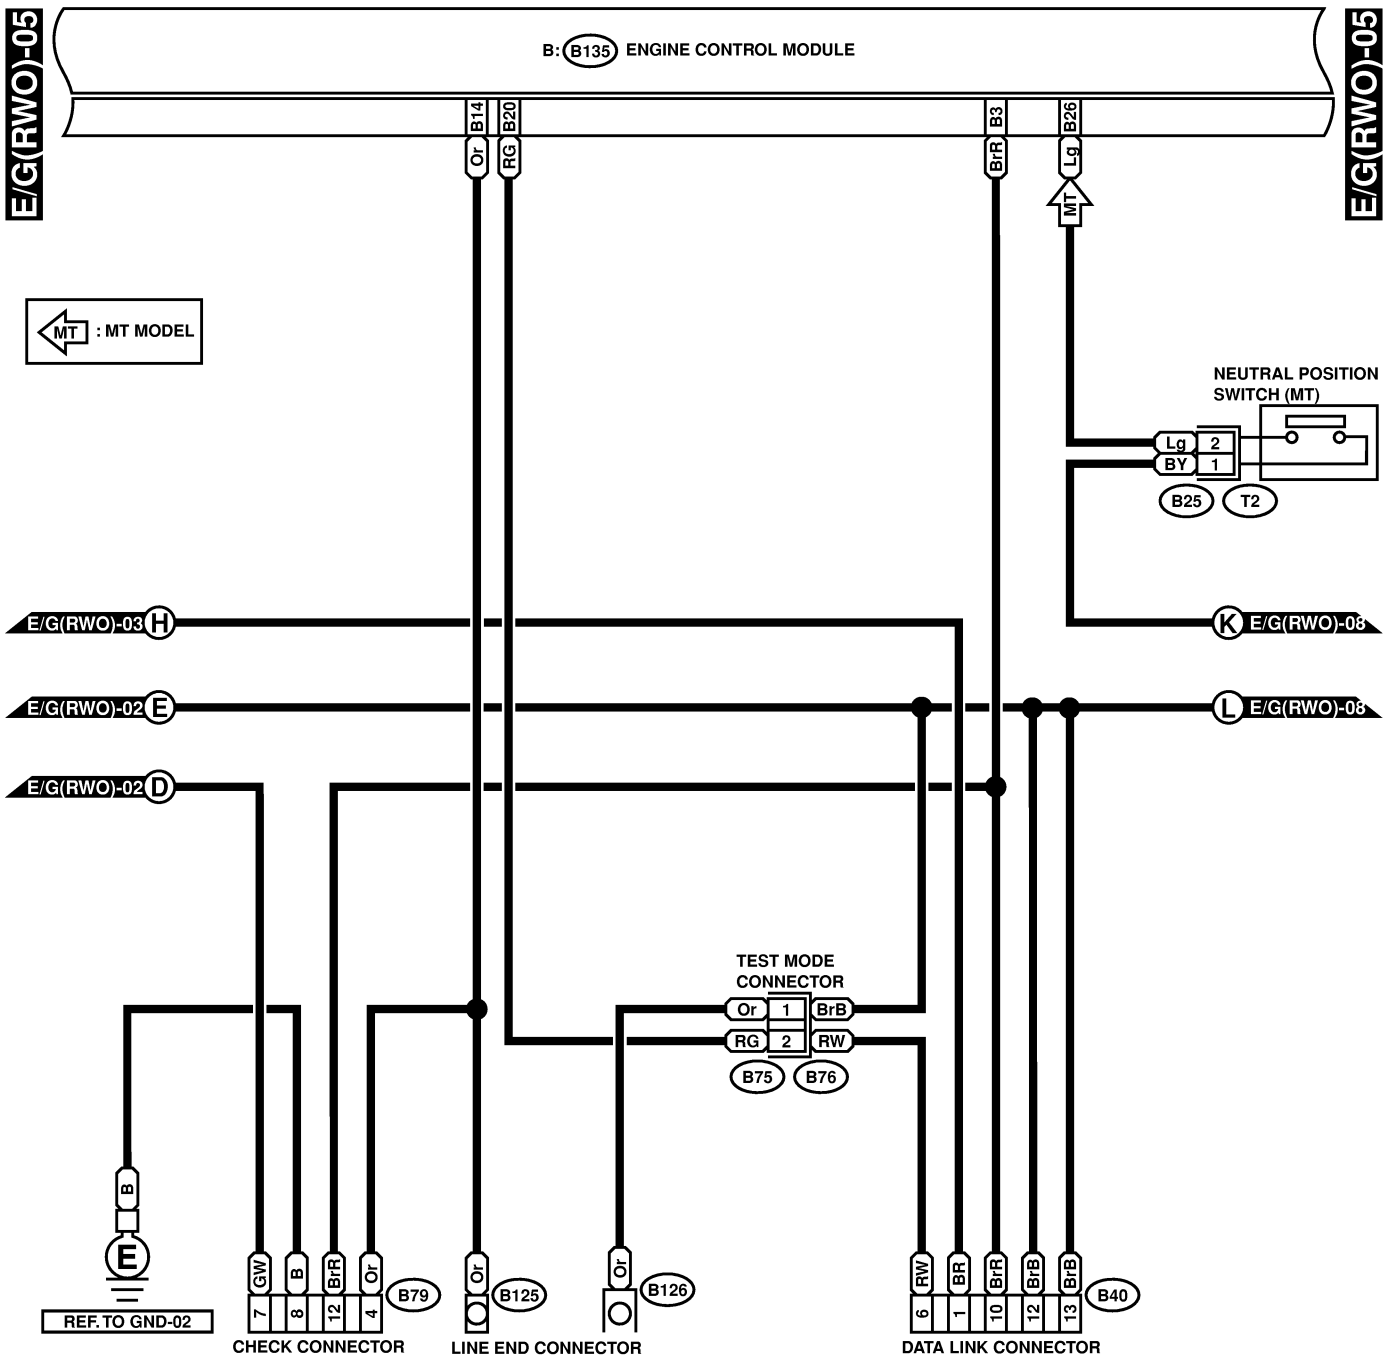 E/G(RWO)-05
B: B135 ENGINE CONTROL MODULE
E/G(RWO)-05
B14
B20
B3
B26
Or
RG
BrR
Lg
MT
MT : MT MODEL
NEUTRAL POSITION
SWITCH (MT)
Lg 2
BY 1
B25 T2
E/G(RWO)-03 H
K E/G(RWO)-08
E/G(RWO)-02 E
L E/G(RWO)-08
E/G(RWO)-02 D
TEST MODE
CONNECTOR
Or 1 BrB
RG 2 RW
B75 B76
B
E
REF. TO GND-02
GW
B
BrR
Or
7
8
12
4
B79
CHECK CONNECTOR
Or
B125
Or
B126
LINE END CONNECTOR
RW
BR
BrR
BrB
BrB
6
1
10
12
13
B40
DATA LINK CONNECTOR